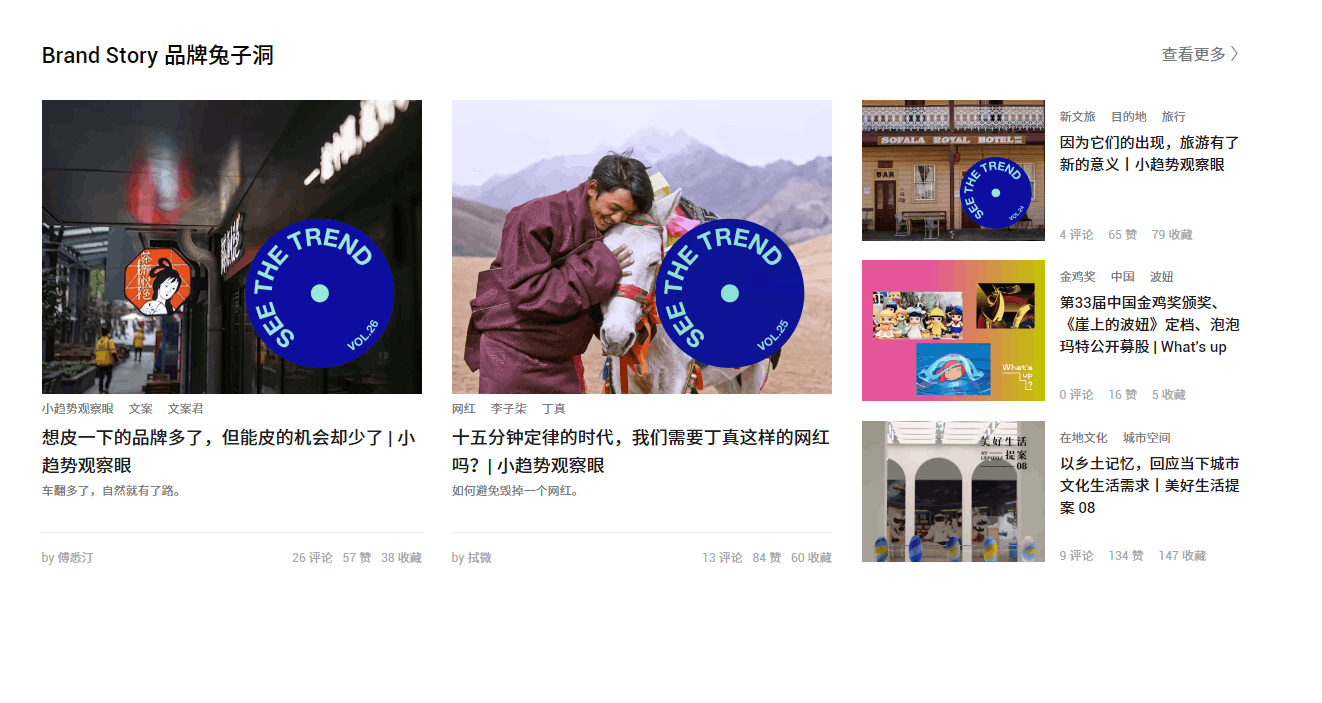 Brand Story 品牌兔子洞
查看更多
SEE THE TREND
VOL.26
小趋势观察眼 文案 文案君
想皮一下的品牌多了，但能皮的机会却少了 | 小
趋势观察眼
车翻多了，自然就有了路。
by 傅悉汀
26 评论 57 赞 38 收藏
SEE THE TREND
VOL.25
网红 李子柒 丁真
十五分钟定律的时代，我们需要丁真这样的网红
吗？| 小趋势观察眼
如何避免毁掉一个网红。
by 拭微
13 评论 84 赞 60 收藏
SOFALA ROYAL HOTEL
BAR
SEE THE TREND
VOL.24
新文旅 目的地 旅行
因为它们的出现，旅游有了
新的意义丨小趋势观察眼
4 评论 65 赞 79 收藏
What's
up
?
金鸡奖 中国 波妞
第33届中国金鸡奖颁奖、
《崖上的波妞》定档、泡泡
玛特公开募股 | What's up
0 评论 16 赞 5 收藏
美好生活
提案
08
在地文化 城市空间
以乡土记忆，回应当下城市
文化生活需求丨美好生活提
案 08
9 评论 134 赞 147 收藏